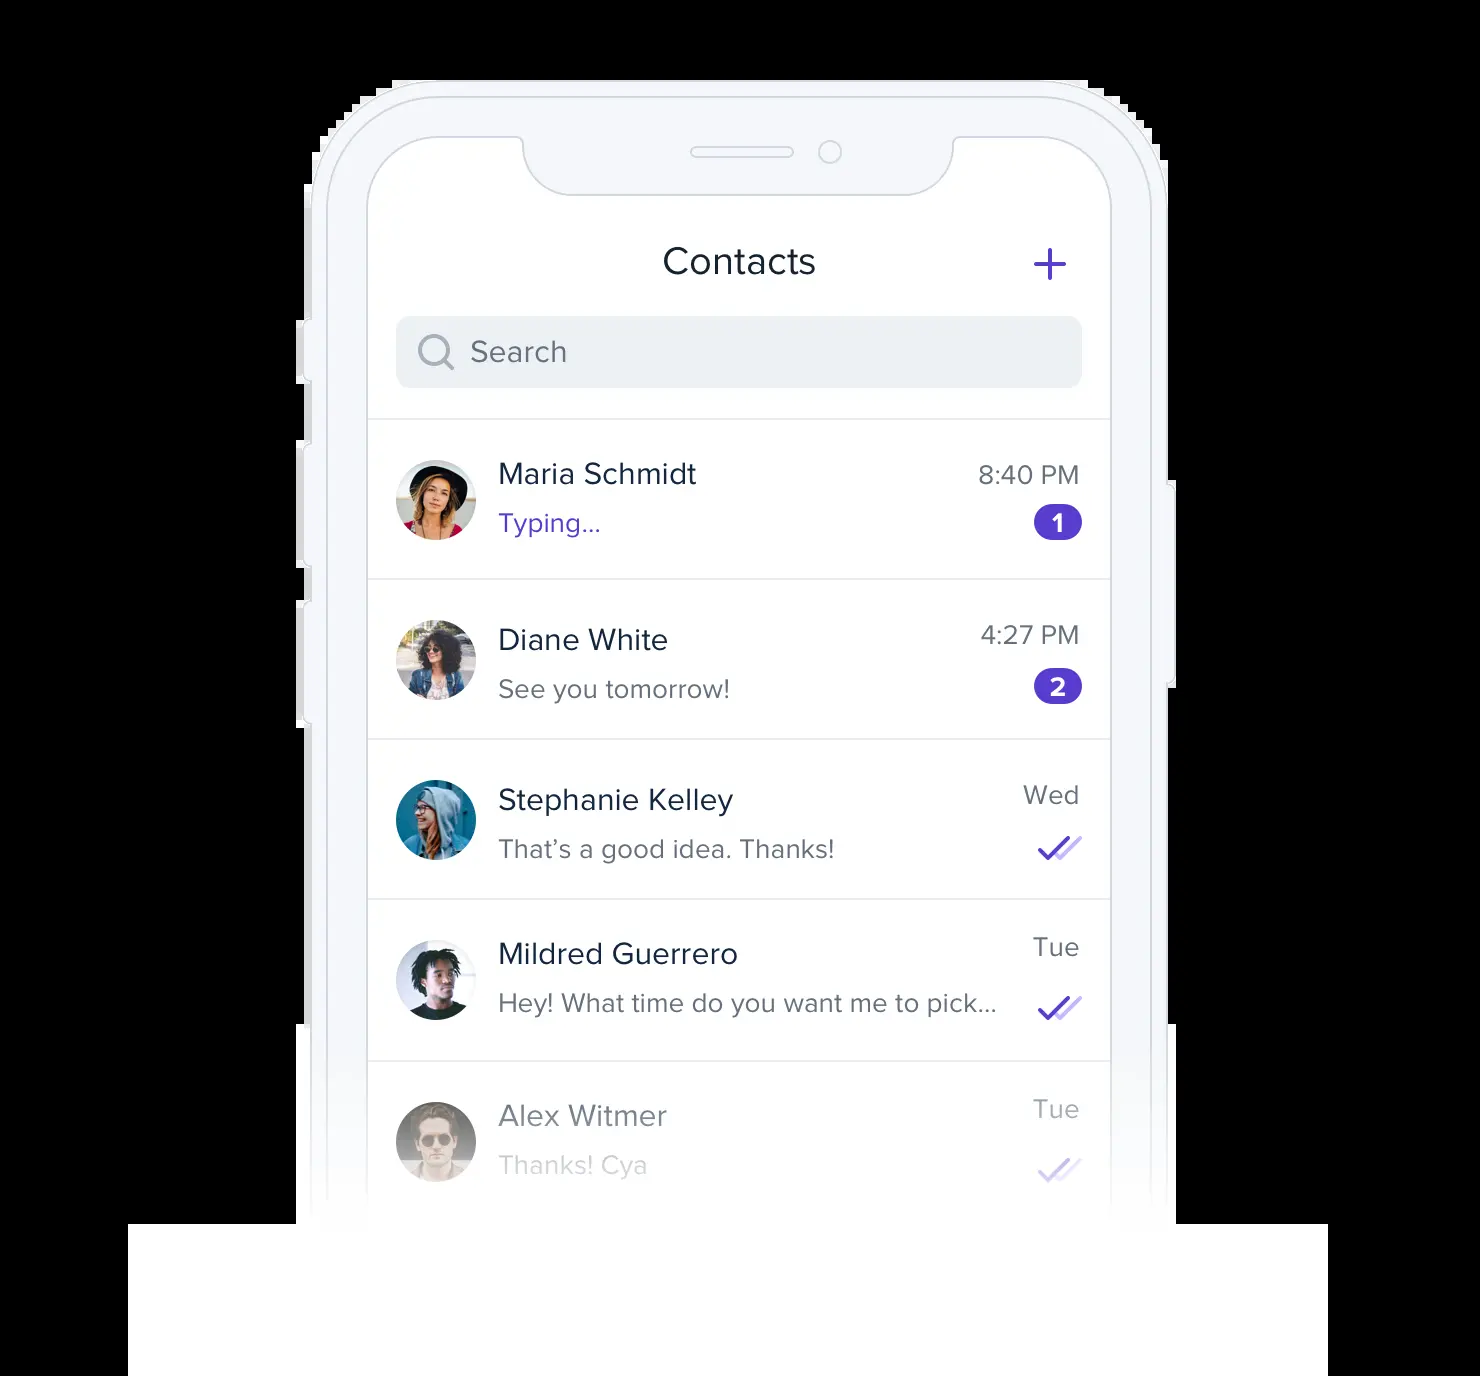 Contacts
Search
Maria Schmidt
8:40 PM
Typing...
1
Diane White
4:27 PM
See you tomorrow!
2
Stephanie Kelley
Wed
That’s a good idea. Thanks!
Mildred Guerrero
Tue
Hey! What time do you want me to pick...
Alex Witmer
Tue
Thanks! Cya